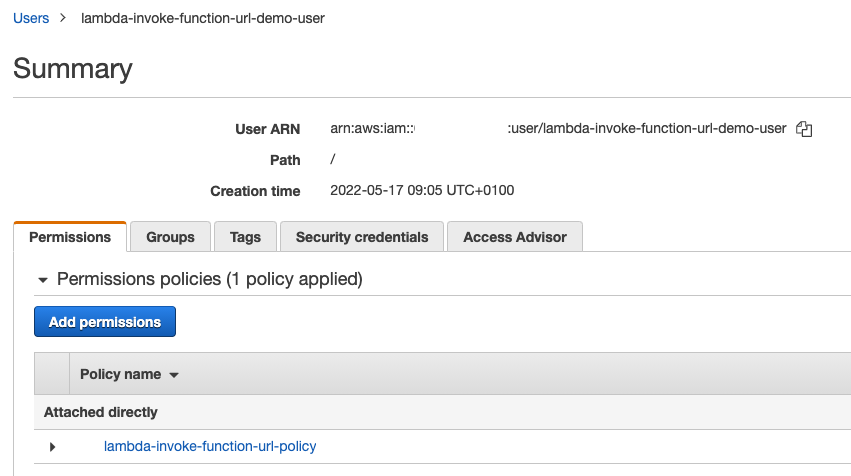 Users > lambda-invoke-function-url-demo-user
Summary
User ARN arn:aws:iam:: :user/lambda-invoke-function-url-demo-user
Path /
Creation time 2022-05-17 09:05 UTC+0100
Permissions Groups Tags Security credentials Access Advisor
Permissions policies (1 policy applied)
Add permissions
Policy name
Attached directly
lambda-invoke-function-url-policy